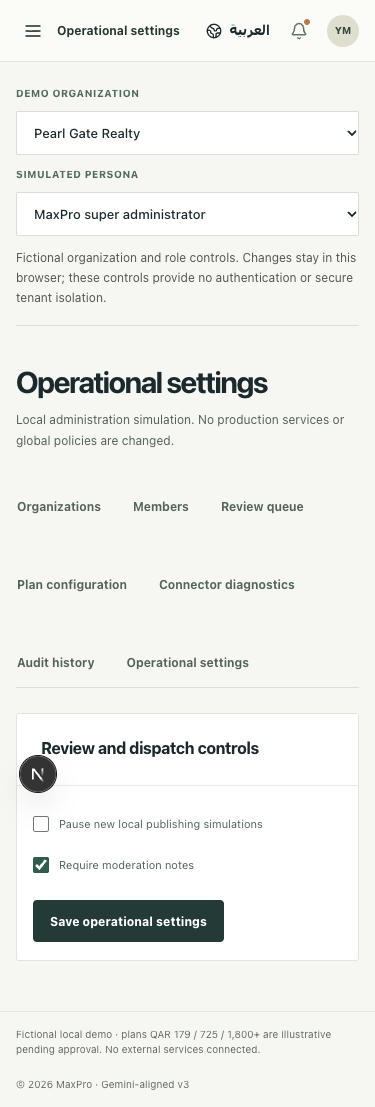 Operational settings
العربية
YM
DEMO ORGANIZATION
Pearl Gate Realty
SIMULATED PERSONA
MaxPro super administrator
Fictional organization and role controls. Changes stay in this
browser; these controls provide no authentication or secure
tenant isolation.
Operational settings
Local administration simulation. No production services or
global policies are changed.
Organizations Members Review queue
Plan configuration Connector diagnostics
Audit history Operational settings
Review and dispatch controls
N
Pause new local publishing simulations
Require moderation notes
Save operational settings
Fictional local demo · plans QAR 179 / 725 / 1,800+ are illustrative
pending approval. No external services connected.
© 2026 MaxPro · Gemini-aligned v3